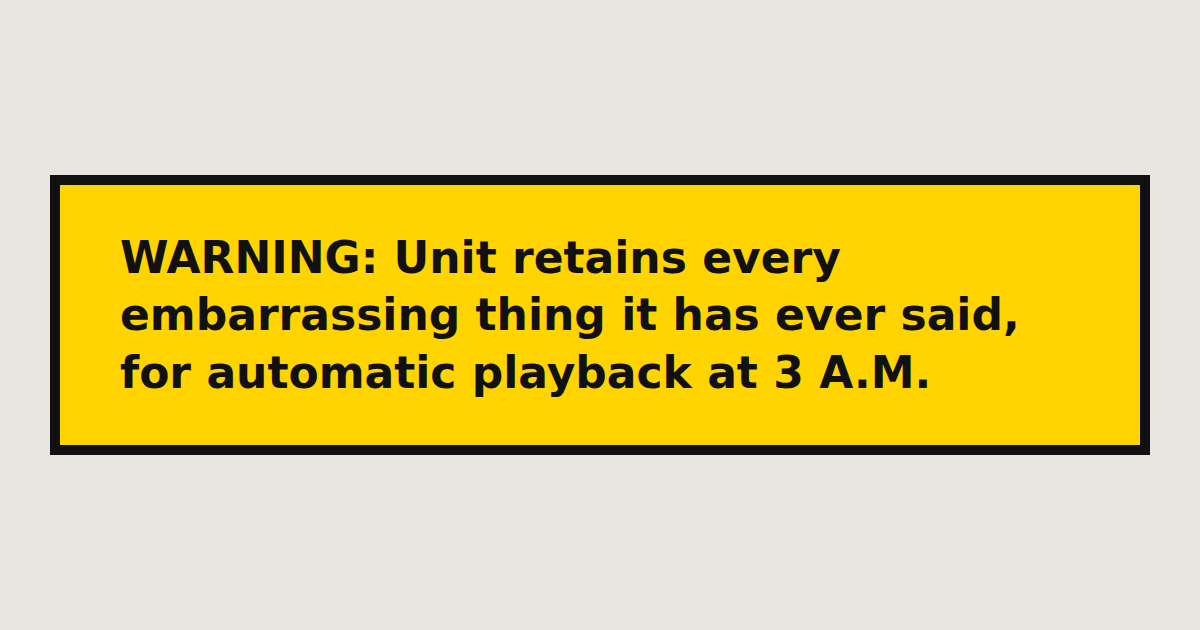 WARNING: Unit retains every
embarrassing thing it has ever said,
for automatic playback at 3 A.M.